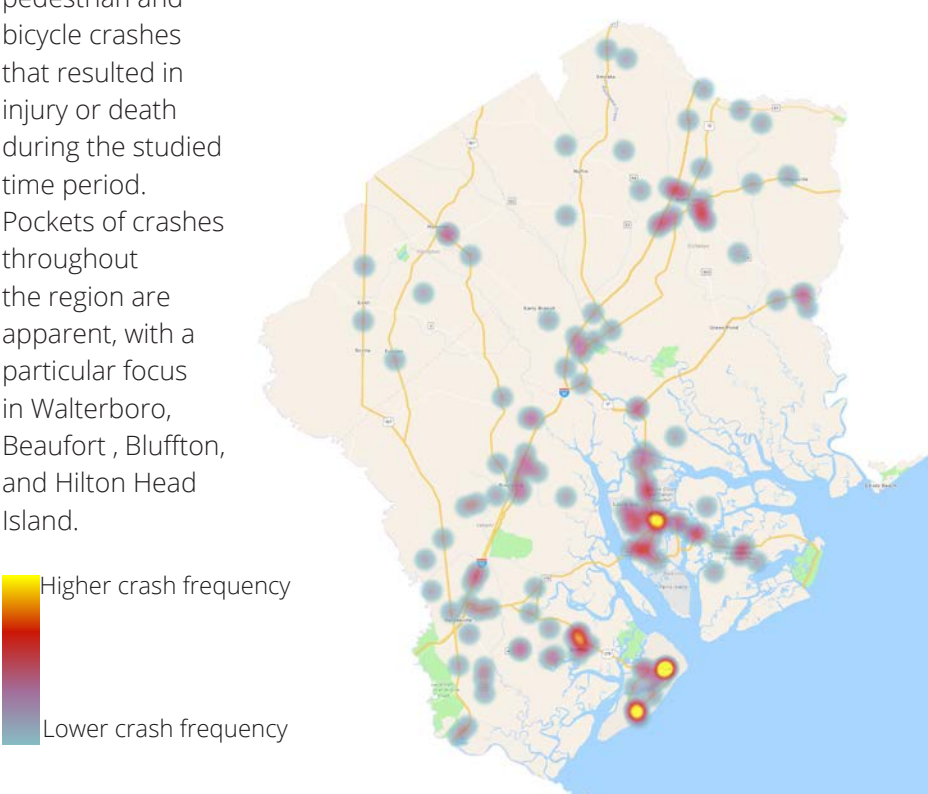 pedestrian and
bicycle crashes
that resulted in
injury or death
during the studied
time period.
Pockets of crashes
throughout
the region are
apparent, with a
particular focus
in Walterboro,
Beaufort , Bluffton,
and Hilton Head
Island.
Higher crash frequency
Lower crash frequency